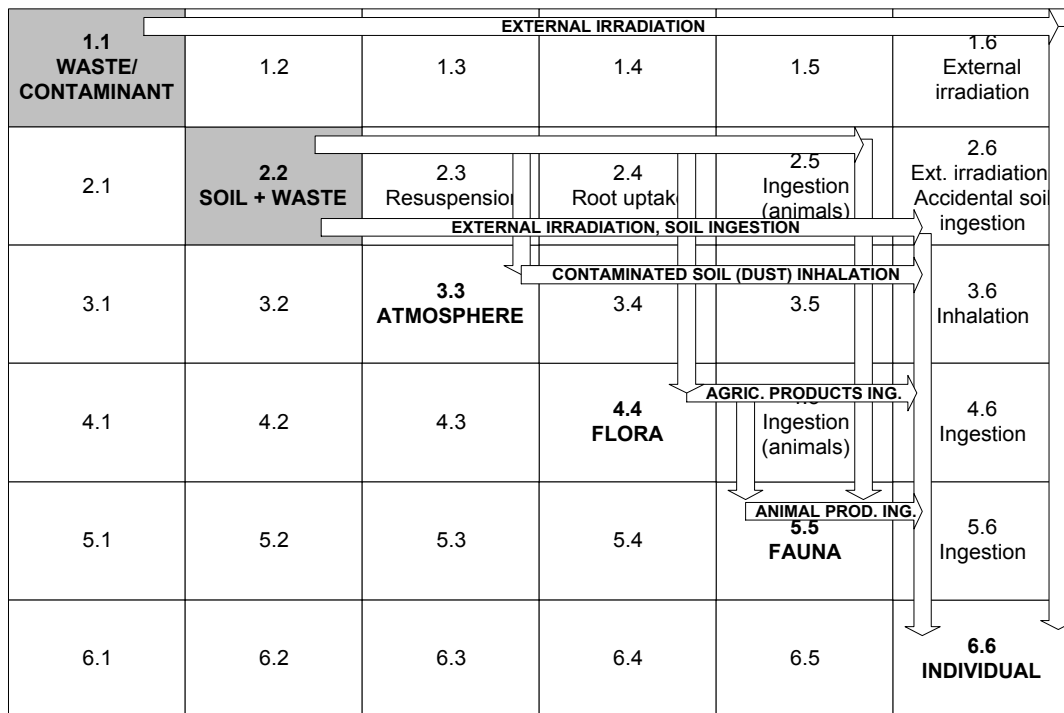 EXTERNAL IRRADIATION
1.1
WASTE/
CONTAMINANT
1.2
1.3
1.4
1.5
1.6
External
irradiation
2.1
2.2
SOIL + WASTE
2.3
Resuspension
2.4
Root uptak
2.5
Ingestion
(animals)
2.6
Ext. irradiation
Accidental soil
ingestion
EXTERNAL IRRADIATION, SOIL INGESTION
CONTAMINATED SOIL (DUST) INHALATION
3.1
3.2
3.3
ATMOSPHERE
3.4
3.5
3.6
Inhalation
AGRIC. PRODUCTS ING.
4.1
4.2
4.3
4.4
FLORA
Ingestion
(animals)
4.6
Ingestion
ANIMAL PROD. ING.
5.1
5.2
5.3
5.4
5.5
FAUNA
5.6
Ingestion
6.1
6.2
6.3
6.4
6.5
6.6
INDIVIDUAL